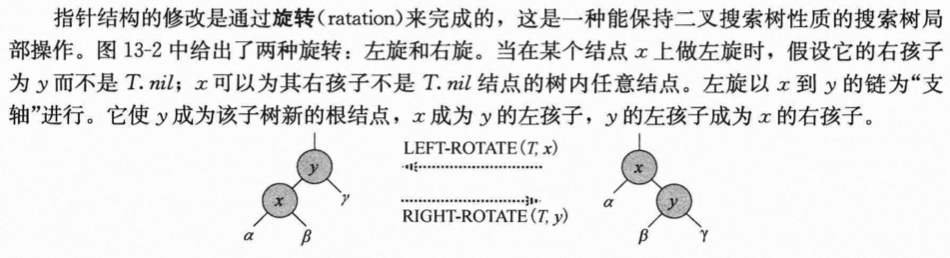 指针结构的修改是通过旋转(ratation)来完成的，这是一种能保持二叉搜索树性质的搜索树局
部操作。图 13-2 中给出了两种旋转：左旋和右旋。当在某个结点 x 上做左旋时，假设它的右孩子
为 y 而不是 T. nil；x 可以为其右孩子不是 T. nil 结点的树内任意结点。左旋以 x 到 y 的链为“支
轴”进行。它使 y 成为该子树新的根结点，x 成为 y 的左孩子，y 的左孩子成为 x 的右孩子。
LEFT-ROTATE(T, x)
y
x
x
γ
α
y
RIGHT-ROTATE(T, y)
α
β
β
γ